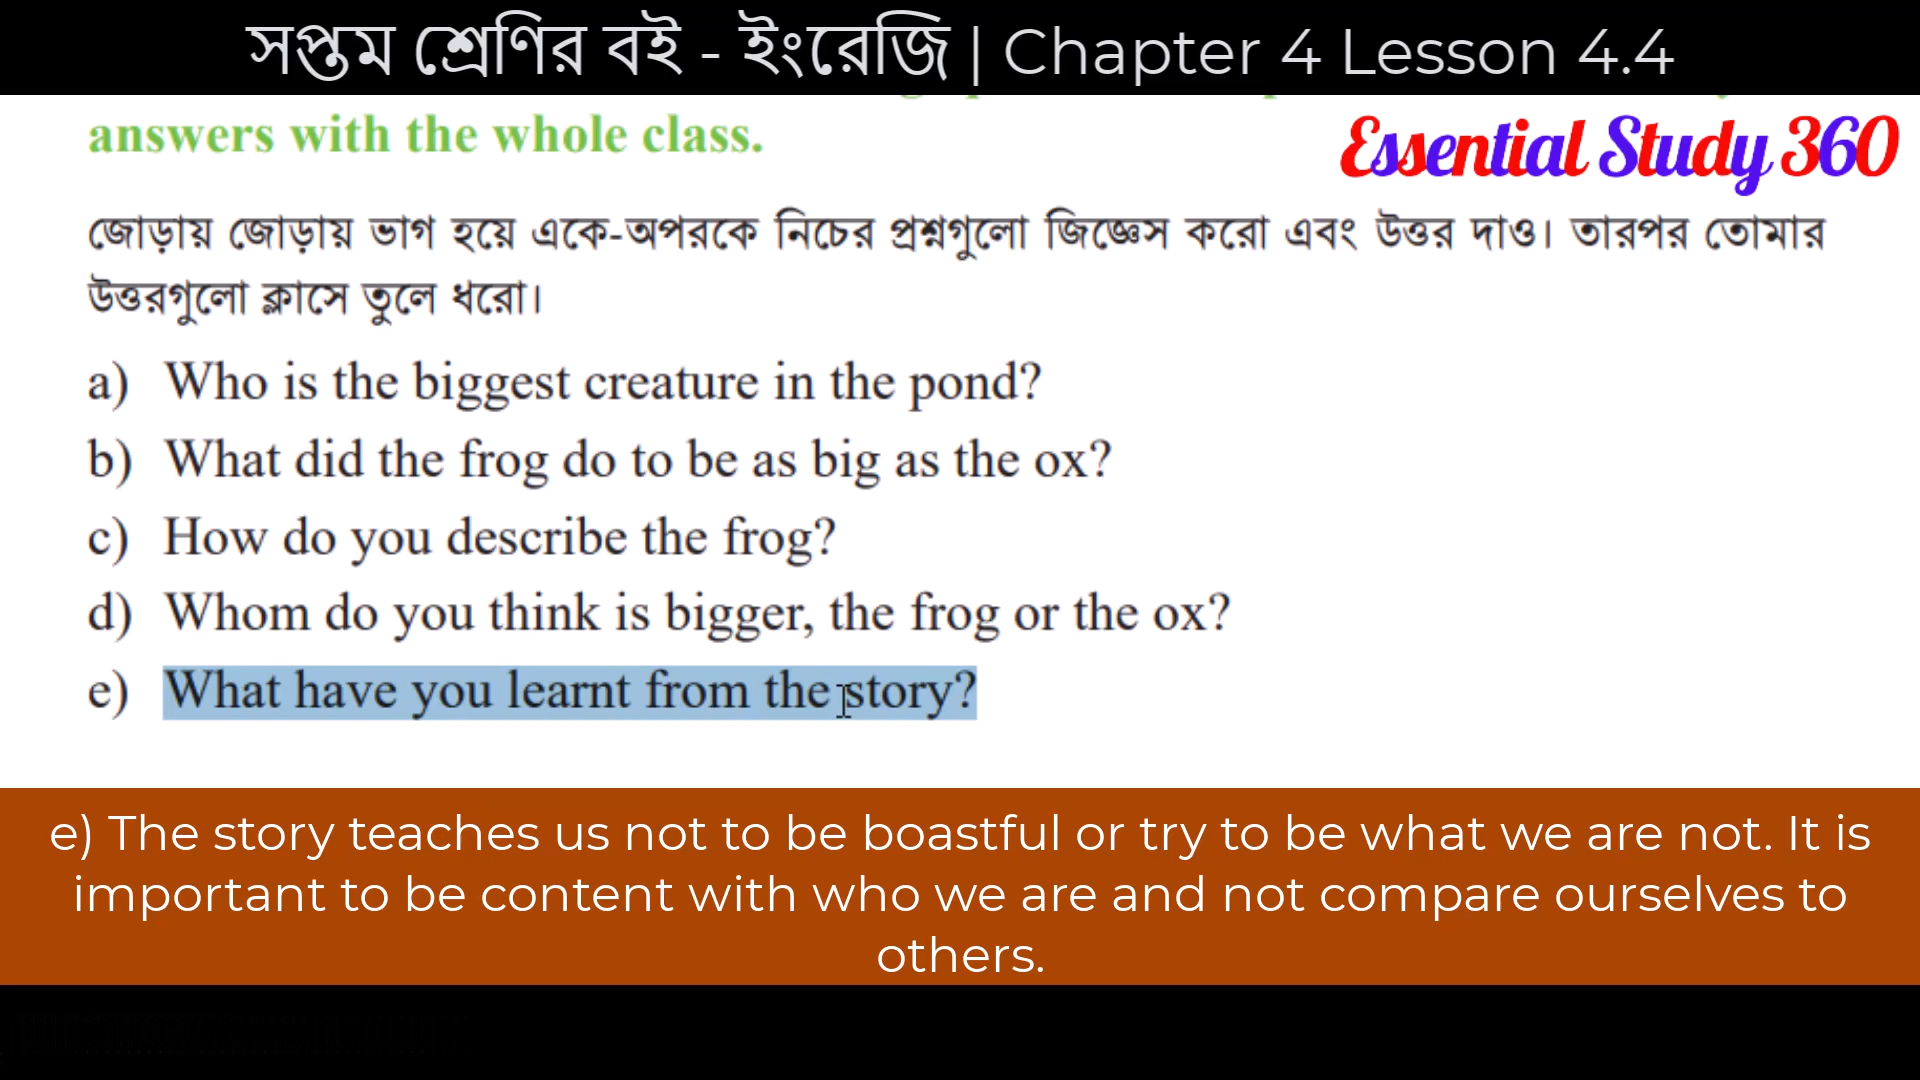 সপ্তম শ্রেণির বই - ইংরেজি | Chapter 4 Lesson 4.4
answers with the whole class.
Essential Study 360
জোড়ায় জোড়ায় ভাগ হয়ে একে-অপরকে নিচের প্রশ্নগুলো জিজ্ঞেস করো এবং উত্তর দাও। তারপর তোমার
উত্তরগুলো ক্লাসে তুলে ধরো।
a) Who is the biggest creature in the pond?
b) What did the frog do to be as big as the ox?
c) How do you describe the frog?
d) Whom do you think is bigger, the frog or the ox?
e) What have you learnt from the story?
e) The story teaches us not to be boastful or try to be what we are not. It is
important to be content with who we are and not compare ourselves to
others.